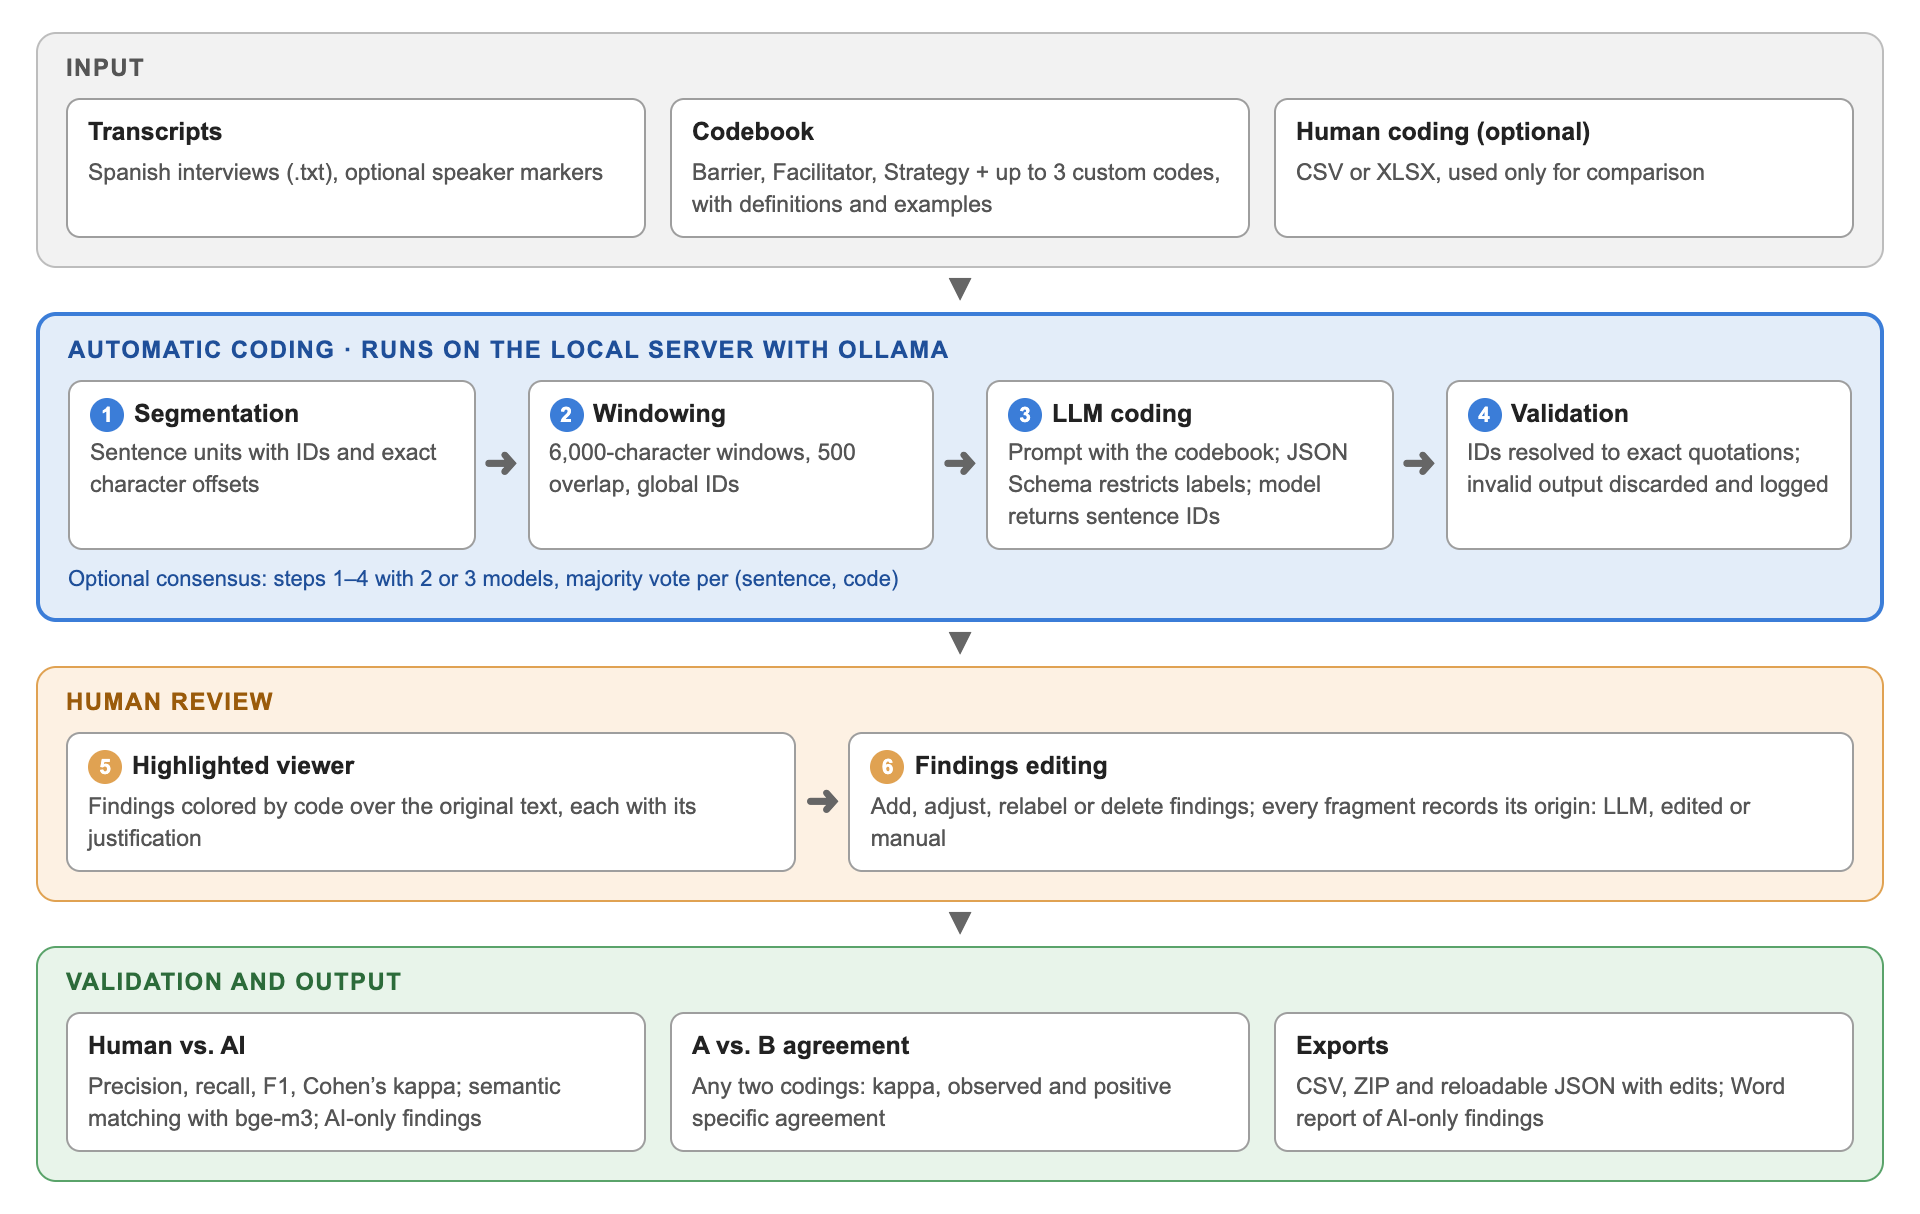 INPUT
Transcripts
Spanish interviews (.txt), optional speaker markers
Codebook
Barrier, Facilitator, Strategy + up to 3 custom codes,
with definitions and examples
Human coding (optional)
CSV or XLSX, used only for comparison
AUTOMATIC CODING · RUNS ON THE LOCAL SERVER WITH OLLAMA
1 Segmentation
Sentence units with IDs and exact
character offsets
2 Windowing
6,000-character windows, 500
overlap, global IDs
3 LLM coding
Prompt with the codebook; JSON
Schema restricts labels; model
returns sentence IDs
4 Validation
IDs resolved to exact quotations;
invalid output discarded and logged
Optional consensus: steps 1–4 with 2 or 3 models, majority vote per (sentence, code)
HUMAN REVIEW
5 Highlighted viewer
Findings colored by code over the original text, each with its
justification
6 Findings editing
Add, adjust, relabel or delete findings; every fragment records its origin: LLM, edited or
manual
VALIDATION AND OUTPUT
Human vs. AI
Precision, recall, F1, Cohen’s kappa; semantic
matching with bge-m3; AI-only findings
A vs. B agreement
Any two codings: kappa, observed and positive
specific agreement
Exports
CSV, ZIP and reloadable JSON with edits; Word
report of AI-only findings